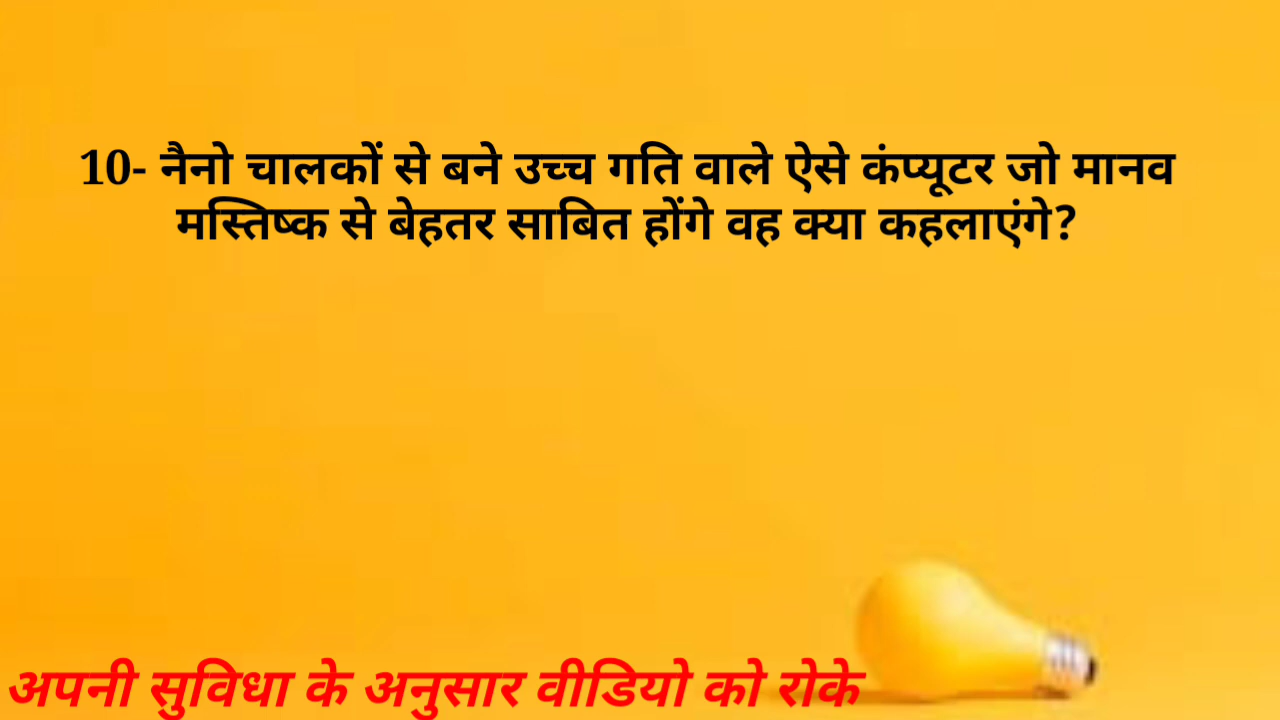 10- नैनो चालकों से बने उच्च गति वाले ऐसे कंप्यूटर जो मानव
मस्तिष्क से बेहतर साबित होंगे वह क्या कहलाएंगे?
अपनी सुविधा के अनुसार वीडियो को रोके